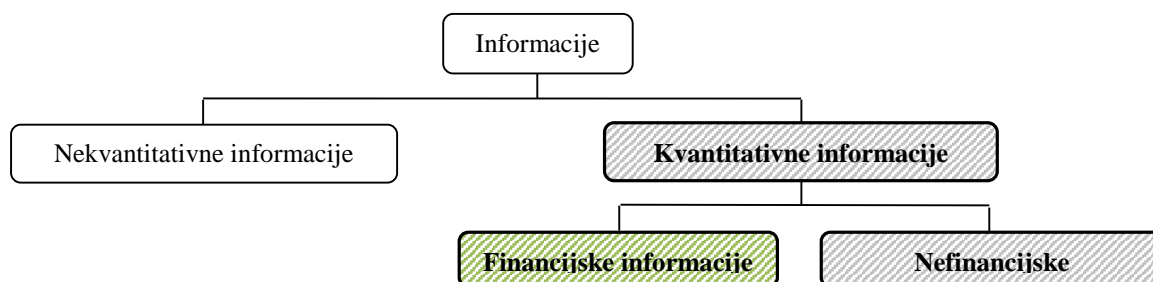 Informacije
Nekvantitativne informacije
Kvantitativne informacije
Financijske informacije
Nefinancijske